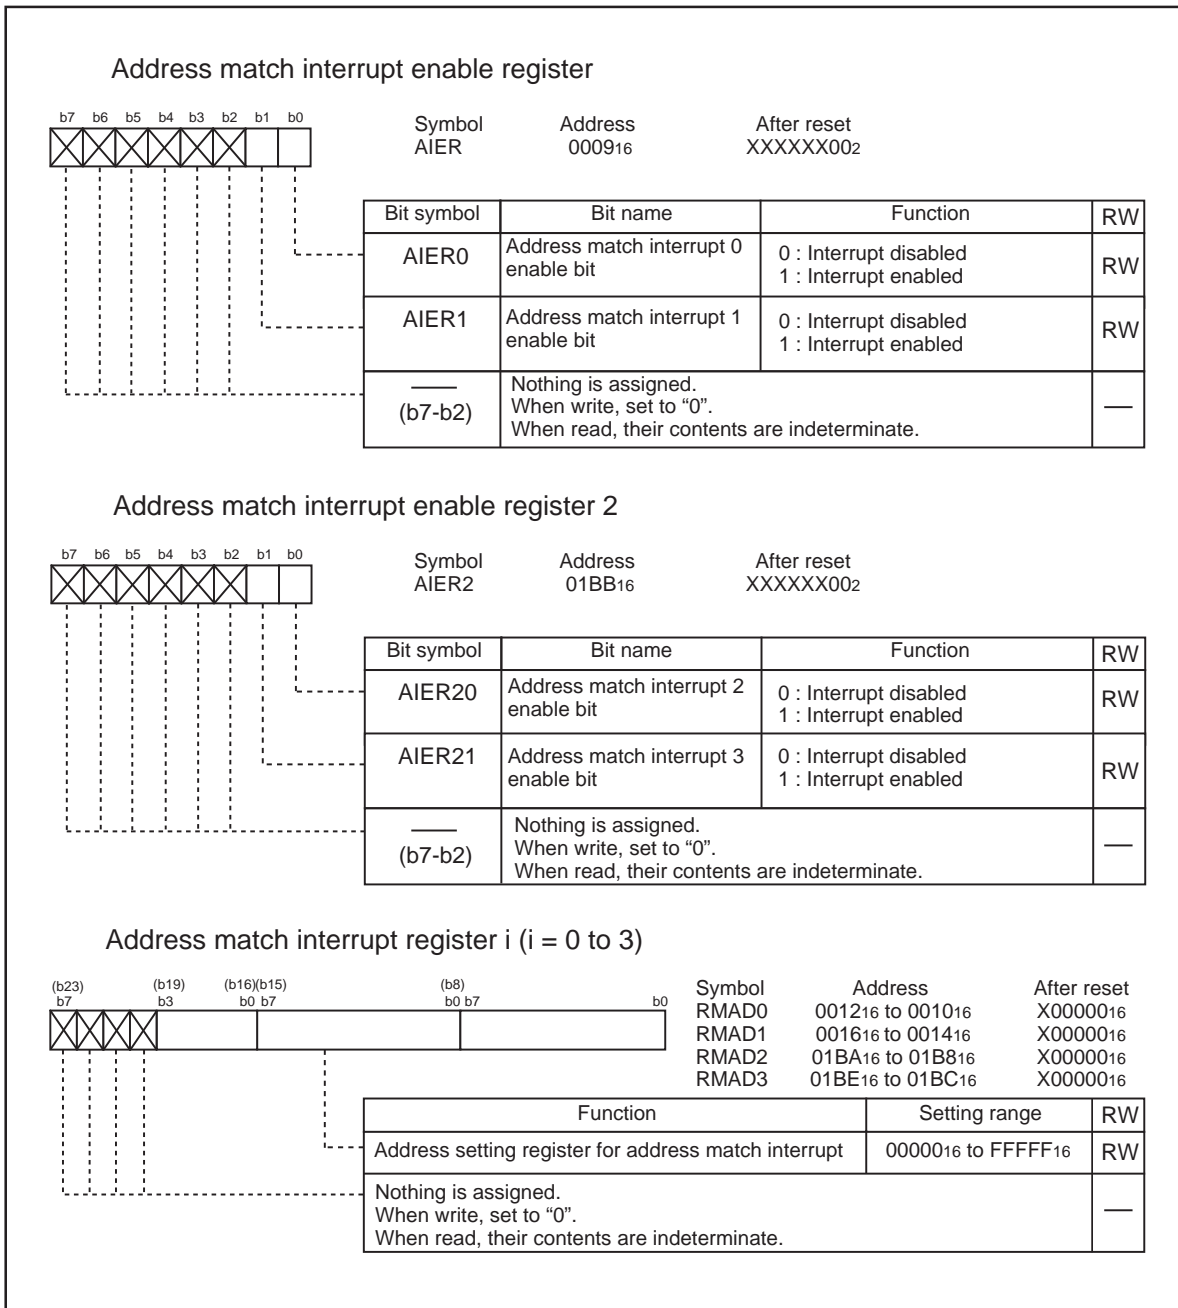 Address match interrupt enable register
b7 b6 b5 b4 b3 b2 b1 b0
Symbol Address After reset
AIER 000916 XXXXXX002
Bit symbol Bit name Function RW
AIER0 Address match interrupt 0 enable bit 0 : Interrupt disabled 1 : Interrupt enabled RW
AIER1 Address match interrupt 1 enable bit 0 : Interrupt disabled 1 : Interrupt enabled RW
—
(b7-b2)
Nothing is assigned.
When write, set to “0”.
When read, their contents are indeterminate.
—
Address match interrupt enable register 2
b7 b6 b5 b4 b3 b2 b1 b0
Symbol Address After reset
AIER2 01BB16 XXXXXX002
Bit symbol Bit name Function RW
AIER20 Address match interrupt 2 enable bit 0 : Interrupt disabled 1 : Interrupt enabled RW
AIER21 Address match interrupt 3 enable bit 0 : Interrupt disabled 1 : Interrupt enabled RW
—
(b7-b2)
Nothing is assigned.
When write, set to “0”.
When read, their contents are indeterminate.
—
Address match interrupt register i (i = 0 to 3)
(b23) (b19) (b16)(b15) (b8)
b7 b3 b0 b7 b0 b7 b0
Symbol Address After reset
RMAD0 001216 to 001016 X0000016
RMAD1 001616 to 001416 X0000016
RMAD2 01BA16 to 01B816 X0000016
RMAD3 01BE16 to 01BC16 X0000016
Function Setting range RW
Address setting register for address match interrupt 0000016 to FFFFF16 RW
Nothing is assigned.
When write, set to “0”.
When read, their contents are indeterminate.
—